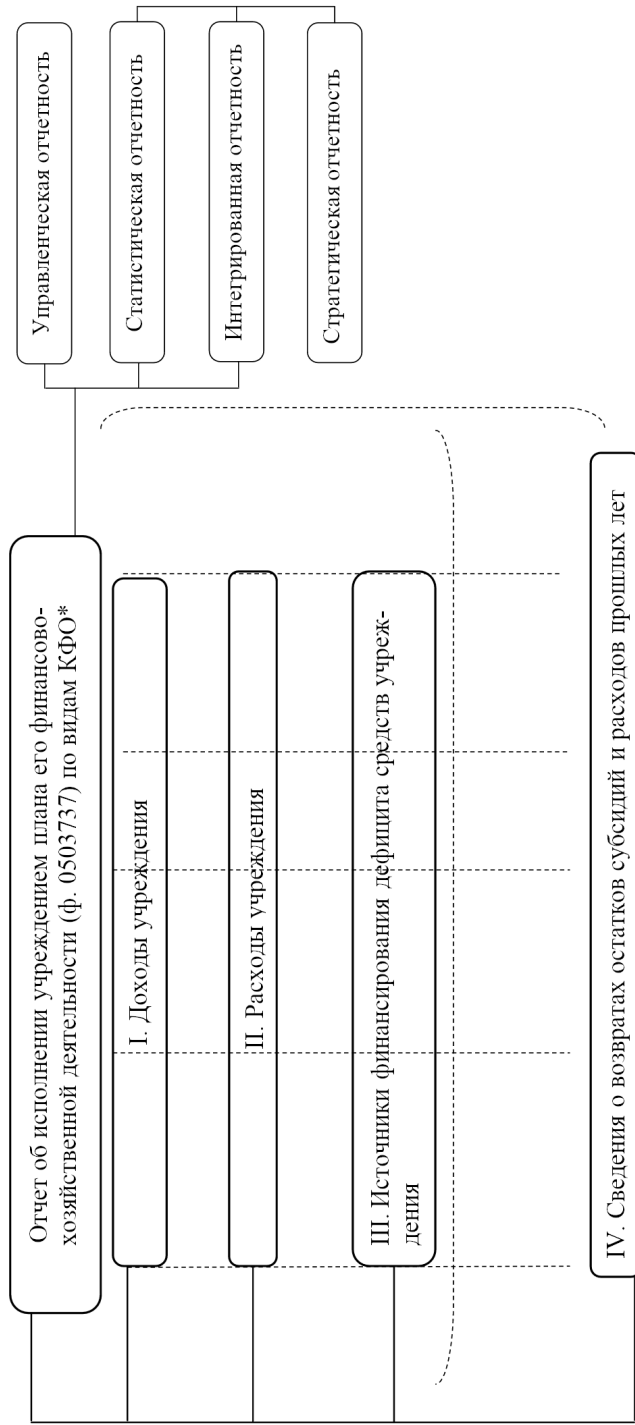 Отчет об исполнении учреждением плана его финансово-
хозяйственной деятельности (ф. 0503737) по видам КФО*
I. Доходы учреждения
II. Расходы учреждения
III. Источники финансирования дефицита средств учреж-
дения
IV. Сведения о возвратах остатков субсидий и расходов прошлых лет
Управленческая отчетность
Статистическая отчетность
Интегрированная отчетность
Стратегическая отчетность